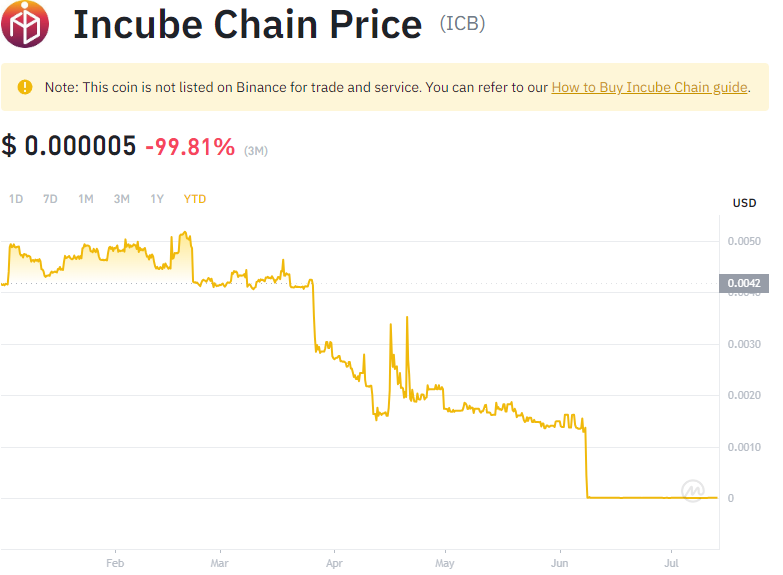 Incube Chain Price (ICB)
Note: This coin is not listed on Binance for trade and service. You can refer to our How to Buy Incube Chain guide.
$ 0.000005 -99.81% (3M)
1D 7D 1M 3M 1Y YTD
USD
0.0050
0.0042
0.0040
0.0030
0.0020
0.0010
0
Feb Mar Apr May Jun Jul